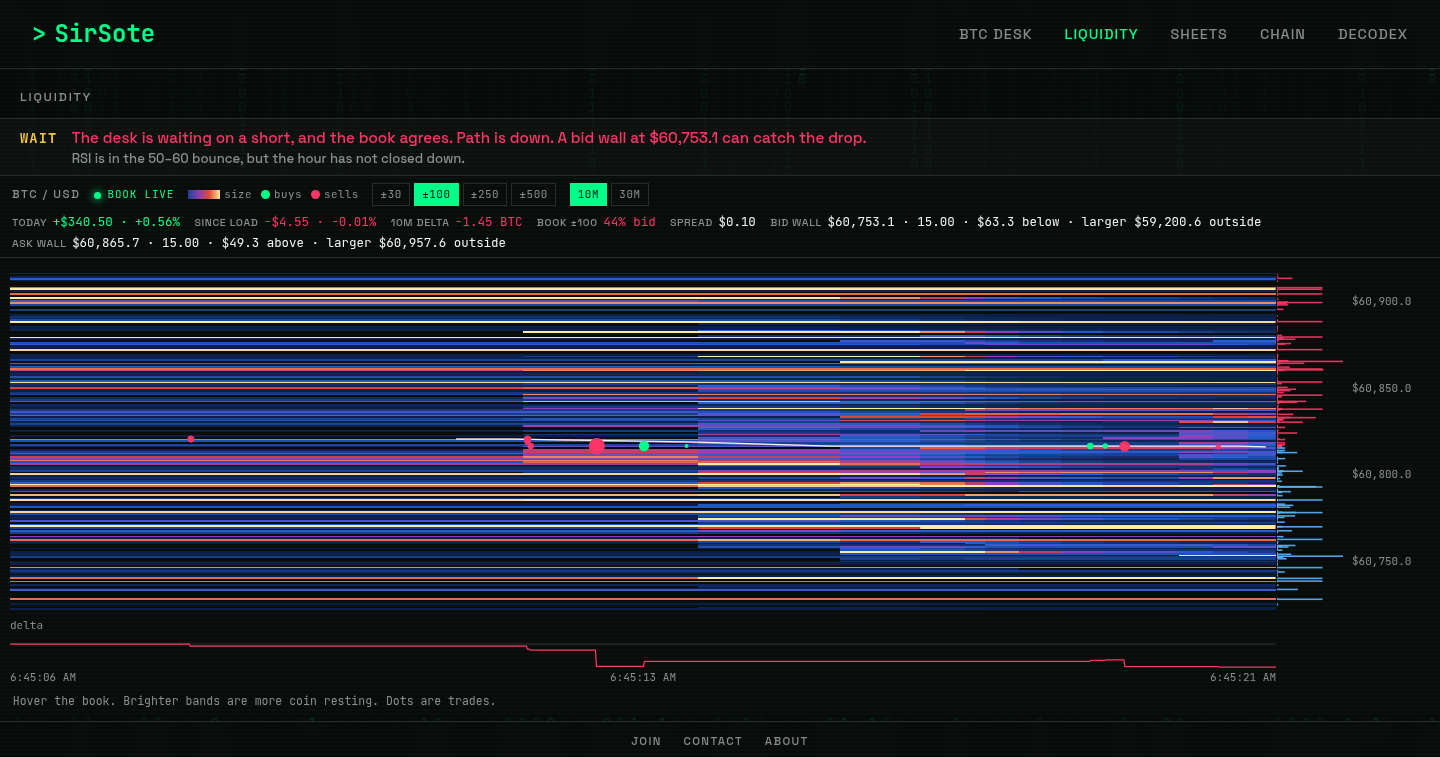 > SirSote
BTC DESK LIQUIDITY SHEETS CHAIN DECODEX
LIQUIDITY
WAIT The desk is waiting on a short, and the book agrees. Path is down. A bid wall at $60,753.1 can catch the drop.
RSI is in the 50–60 bounce, but the hour has not closed down.
BTC / USD BOOK LIVE size buys sells ±30 ±100 ±250 ±500 10M 30M
TODAY +$340.50 · +0.56% SINCE LOAD -$4.55 · -0.01% 10M DELTA -1.45 BTC BOOK ±100 44% bid SPREAD $0.10 BID WALL $60,753.1 · 15.00 · $63.3 below · larger $59,200.6 outside
ASK WALL $60,865.7 · 15.00 · $49.3 above · larger $60,957.6 outside
$60,900.0
$60,850.0
$60,800.0
$60,750.0
delta
6:45:06 AM 6:45:13 AM 6:45:21 AM
Hover the book. Brighter bands are more coin resting. Dots are trades.
JOIN CONTACT ABOUT